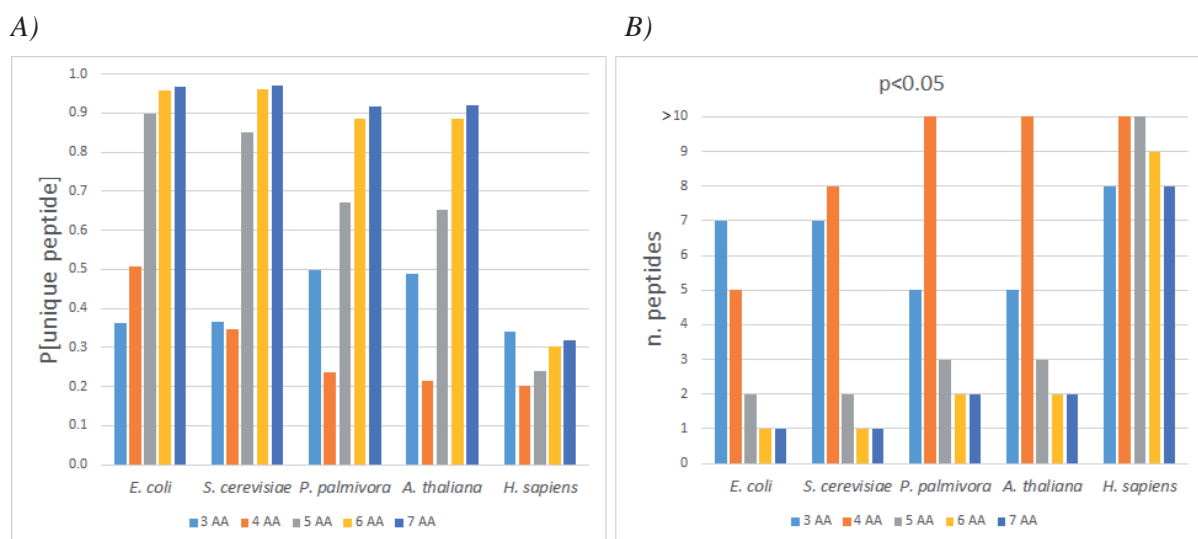 A)
1.0
0.9
0.8
0.7
0.6
0.5
0.4
0.3
0.2
0.1
0.0
P[unique peptide]
E. coli S. cerevisiae P. palmivora A. thaliana H. sapiens
3 AA 4 AA 5 AA 6 AA 7 AA
B)
p<0.05
>10
9
8
7
6
5
4
3
2
1
0
n. peptides
E. coli S. cerevisiae P. palmivora A. thaliana H. sapiens
3 AA 4 AA 5 AA 6 AA 7 AA